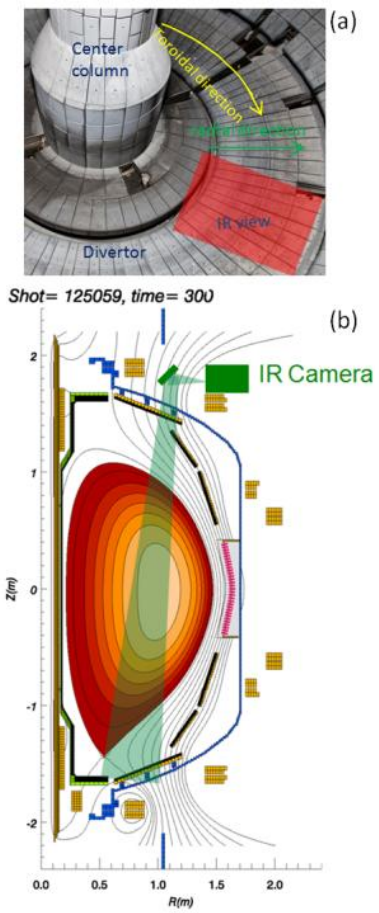 (a)
Center
column
Toroidal direction
radial direction
IR view
Divertor
Shot= 125059, time= 300
(b)
IR Camera
2
1
0
-1
-2
Z(m)
0.0 0.5 1.0 1.5 2.0
R(m)